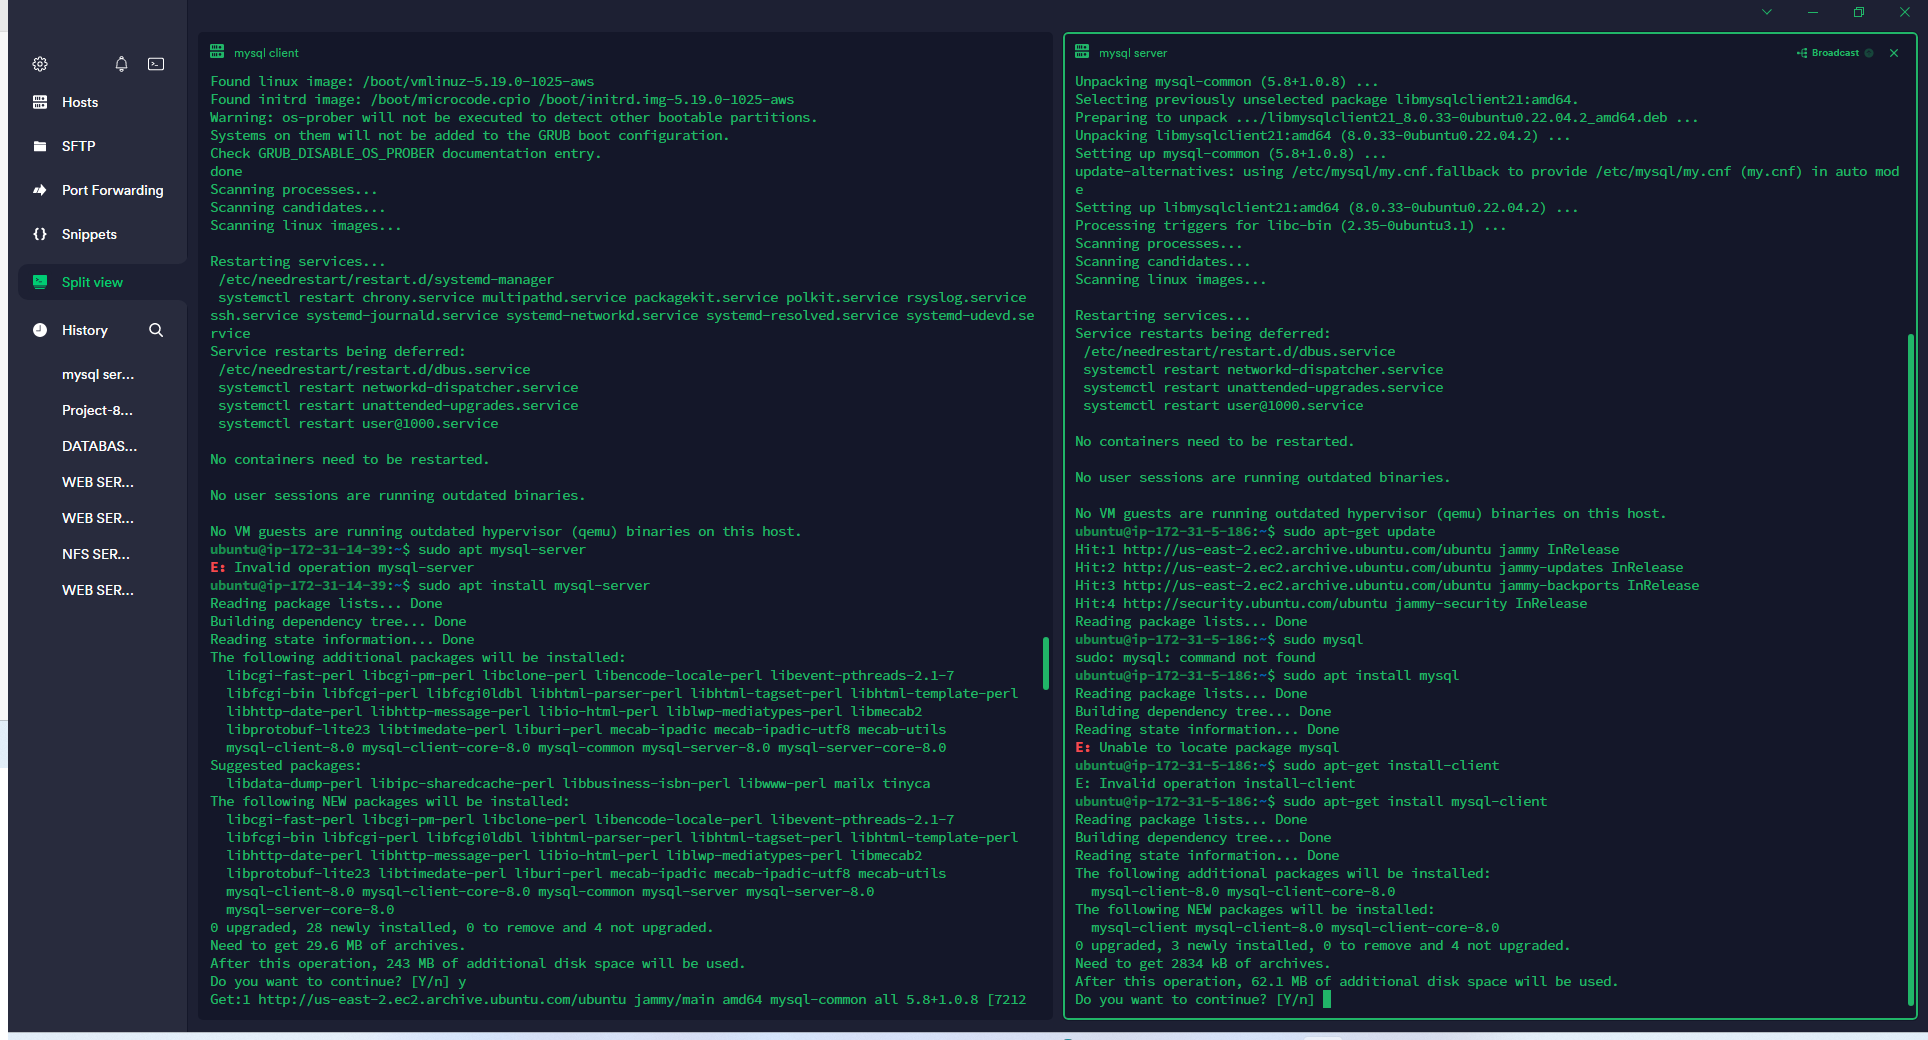 Hosts
SFTP
Port Forwarding
Snippets
Split view
History
mysql ser...
Project-8...
DATABAS...
WEB SER...
WEB SER...
NFS SER...
WEB SER...
mysql client
Found linux image: /boot/vmlinuz-5.19.0-1025-aws
Found initrd image: /boot/microcode.cpio /boot/initrd.img-5.19.0-1025-aws
Warning: os-prober will not be executed to detect other bootable partitions.
Systems on them will not be added to the GRUB boot configuration.
Check GRUB_DISABLE_OS_PROBER documentation entry.
done
Scanning processes...
Scanning candidates...
Scanning linux images...
Restarting services...
/etc/needrestart/restart.d/systemd-manager
systemctl restart chrony.service multipathd.service packagekit.service polkit.service rsyslog.service
ssh.service systemd-journald.service systemd-networkd.service systemd-resolved.service systemd-udevd.se
rvice
Service restarts being deferred:
/etc/needrestart/restart.d/dbus.service
systemctl restart networkd-dispatcher.service
systemctl restart unattended-upgrades.service
systemctl restart user@1000.service
No containers need to be restarted.
No user sessions are running outdated binaries.
No VM guests are running outdated hypervisor (qemu) binaries on this host.
ubuntu@ip-172-31-14-39:~$ sudo apt mysql-server
E: Invalid operation mysql-server
ubuntu@ip-172-31-14-39:~$ sudo apt install mysql-server
Reading package lists... Done
Building dependency tree... Done
Reading state information... Done
The following additional packages will be installed:
libcgi-fast-perl libcgi-pm-perl libclone-perl libencode-locale-perl libevent-pthreads-2.1-7
libfcgi-bin libfcgi-perl libfcgi0ldbl libhtml-parser-perl libhtml-tagset-perl libhtml-template-perl
libhttp-date-perl libhttp-message-perl libio-html-perl liblwp-mediatypes-perl libmecab2
libprotobuf-lite23 libtimedate-perl liburi-perl mecab-ipadic mecab-ipadic-utf8 mecab-utils
mysql-client-8.0 mysql-client-core-8.0 mysql-common mysql-server-8.0 mysql-server-core-8.0
Suggested packages:
libdata-dump-perl libipc-sharedcache-perl libbusiness-isbn-perl libwww-perl mailx tinyca
The following NEW packages will be installed:
libcgi-fast-perl libcgi-pm-perl libclone-perl libencode-locale-perl libevent-pthreads-2.1-7
libfcgi-bin libfcgi-perl libfcgi0ldbl libhtml-parser-perl libhtml-tagset-perl libhtml-template-perl
libhttp-date-perl libhttp-message-perl libio-html-perl liblwp-mediatypes-perl libmecab2
libprotobuf-lite23 libtimedate-perl liburi-perl mecab-ipadic mecab-ipadic-utf8 mecab-utils
mysql-client-8.0 mysql-client-core-8.0 mysql-common mysql-server mysql-server-8.0
mysql-server-core-8.0
0 upgraded, 28 newly installed, 0 to remove and 4 not upgraded.
Need to get 29.6 MB of archives.
After this operation, 243 MB of additional disk space will be used.
Do you want to continue? [Y/n] y
Get:1 http://us-east-2.ec2.archive.ubuntu.com/ubuntu jammy/main amd64 mysql-common all 5.8+1.0.8 [7212
mysql server
Broadcast
Unpacking mysql-common (5.8+1.0.8) ...
Selecting previously unselected package libmysqlclient21:amd64.
Preparing to unpack .../libmysqlclient21_8.0.33-0ubuntu0.22.04.2_amd64.deb ...
Unpacking libmysqlclient21:amd64 (8.0.33-0ubuntu0.22.04.2) ...
Setting up mysql-common (5.8+1.0.8) ...
update-alternatives: using /etc/mysql/my.cnf.fallback to provide /etc/mysql/my.cnf (my.cnf) in auto mod
e
Setting up libmysqlclient21:amd64 (8.0.33-0ubuntu0.22.04.2) ...
Processing triggers for libc-bin (2.35-0ubuntu3.1) ...
Scanning processes...
Scanning candidates...
Scanning linux images...
Restarting services...
Service restarts being deferred:
/etc/needrestart/restart.d/dbus.service
systemctl restart networkd-dispatcher.service
systemctl restart unattended-upgrades.service
systemctl restart user@1000.service
No containers need to be restarted.
No user sessions are running outdated binaries.
No VM guests are running outdated hypervisor (qemu) binaries on this host.
ubuntu@ip-172-31-5-186:~$ sudo apt-get update
Hit:1 http://us-east-2.ec2.archive.ubuntu.com/ubuntu jammy InRelease
Hit:2 http://us-east-2.ec2.archive.ubuntu.com/ubuntu jammy-updates InRelease
Hit:3 http://us-east-2.ec2.archive.ubuntu.com/ubuntu jammy-backports InRelease
Hit:4 http://security.ubuntu.com/ubuntu jammy-security InRelease
Reading package lists... Done
ubuntu@ip-172-31-5-186:~$ sudo mysql
sudo: mysql: command not found
ubuntu@ip-172-31-5-186:~$ sudo apt install mysql
Reading package lists... Done
Building dependency tree... Done
Reading state information... Done
E: Unable to locate package mysql
ubuntu@ip-172-31-5-186:~$ sudo apt-get install-client
E: Invalid operation install-client
ubuntu@ip-172-31-5-186:~$ sudo apt-get install mysql-client
Reading package lists... Done
Building dependency tree... Done
Reading state information... Done
The following additional packages will be installed:
mysql-client-8.0 mysql-client-core-8.0
The following NEW packages will be installed:
mysql-client mysql-client-8.0 mysql-client-core-8.0
0 upgraded, 3 newly installed, 0 to remove and 4 not upgraded.
Need to get 2834 kB of archives.
After this operation, 62.1 MB of additional disk space will be used.
Do you want to continue? [Y/n]